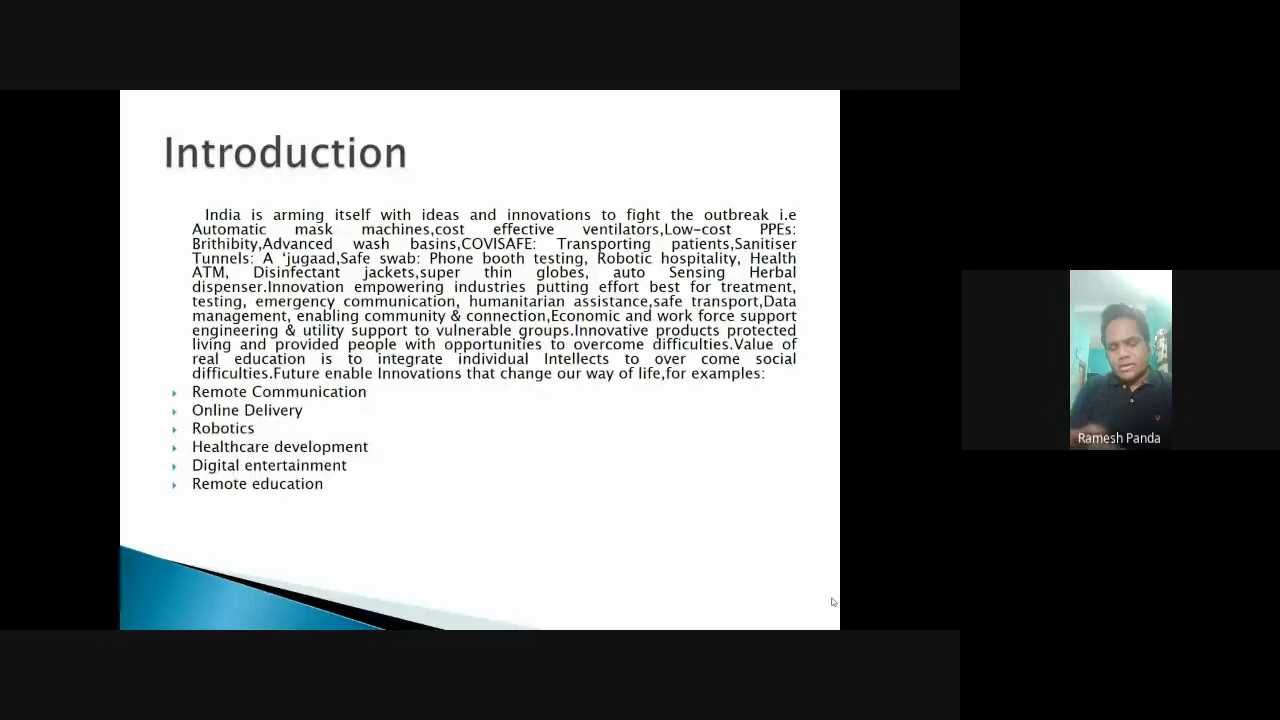 Introduction
India is arming itself with ideas and innovations to fight the outbreak i.e
Automatic mask machines,cost effective ventilators,Low-cost PPEs:
Brithibity,Advanced wash basins,COVISAFE: Transporting patients,Sanitiser
Tunnels: A ‘jugaad,Safe swab: Phone booth testing, Robotic hospitality, Health
ATM, Disinfectant jackets,super thin globes, auto Sensing Herbal
dispenser.Innovation empowering industries putting effort best for treatment,
testing, emergency communication, humanitarian assistance,safe transport,Data
management, enabling community & connection,Economic and work force support
engineering & utility support to vulnerable groups.Innovative products protected
living and provided people with opportunities to overcome difficulties.Value of
real education is to integrate individual Intellects to over come social
difficulties.Future enable Innovations that change our way of life,for examples:
Remote Communication
Online Delivery
Robotics
Healthcare development
Digital entertainment
Remote education
Ramesh Panda